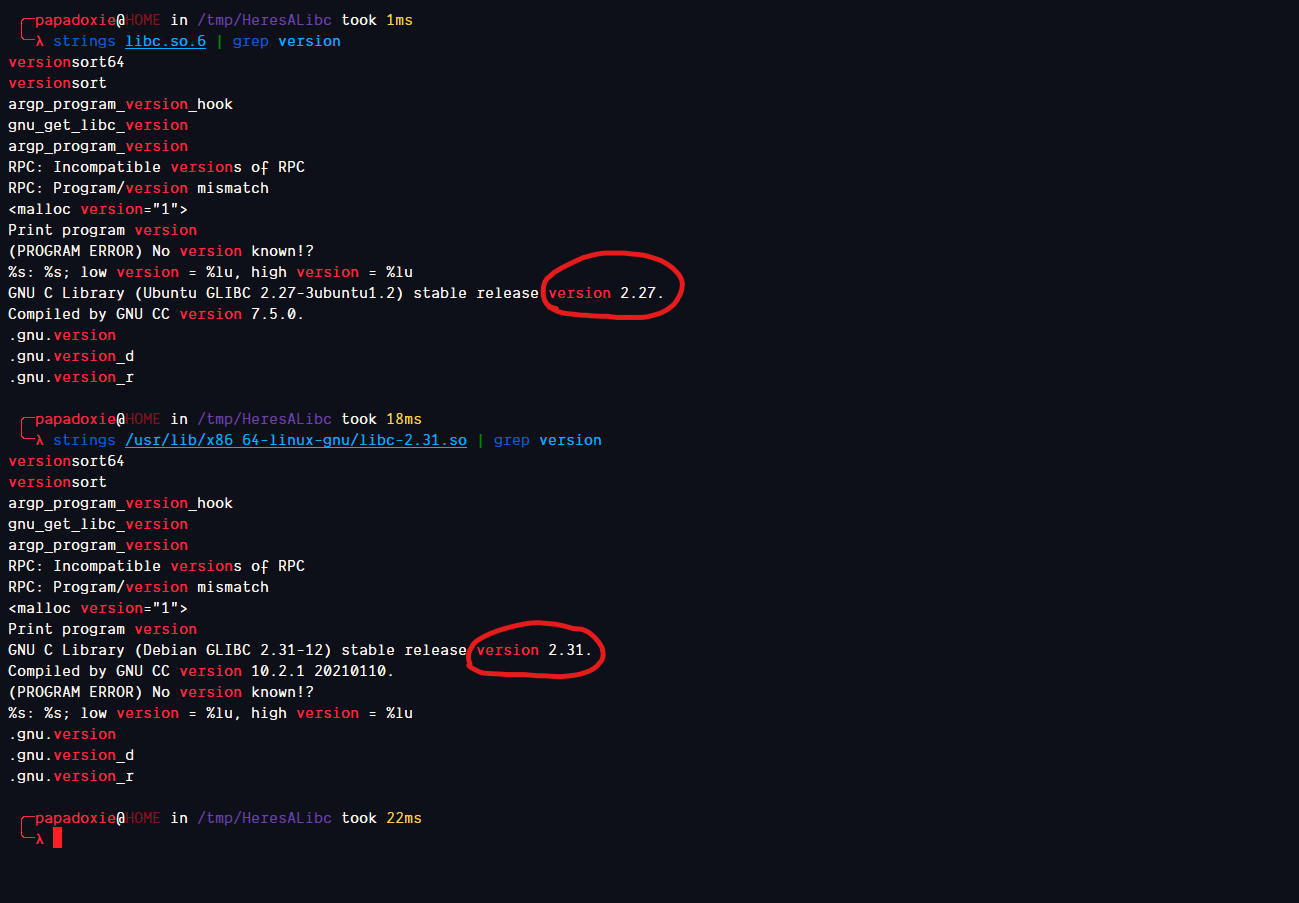 papadoxie@HOME in /tmp/HeresALibc took 1ms
λ strings libc.so.6 | grep version
versionsort64
versionsort
argp_program_version_hook
gnu_get_libc_version
argp_program_version
RPC: Incompatible versions of RPC
RPC: Program/version mismatch
<malloc version="1">
Print program version
(PROGRAM ERROR) No version known!?
%s: %s; low version = %lu, high version = %lu
GNU C Library (Ubuntu GLIBC 2.27-3ubuntu1.2) stable release version 2.27.
Compiled by GNU CC version 7.5.0.
.gnu.version
.gnu.version_d
.gnu.version_r
papadoxie@HOME in /tmp/HeresALibc took 18ms
λ strings /usr/lib/x86_64-linux-gnu/libc-2.31.so | grep version
versionsort64
versionsort
argp_program_version_hook
gnu_get_libc_version
argp_program_version
RPC: Incompatible versions of RPC
RPC: Program/version mismatch
<malloc version="1">
Print program version
GNU C Library (Debian GLIBC 2.31-12) stable release version 2.31.
Compiled by GNU CC version 10.2.1 20210110.
(PROGRAM ERROR) No version known!?
%s: %s; low version = %lu, high version = %lu
.gnu.version
.gnu.version_d
.gnu.version_r
papadoxie@HOME in /tmp/HeresALibc took 22ms
λ